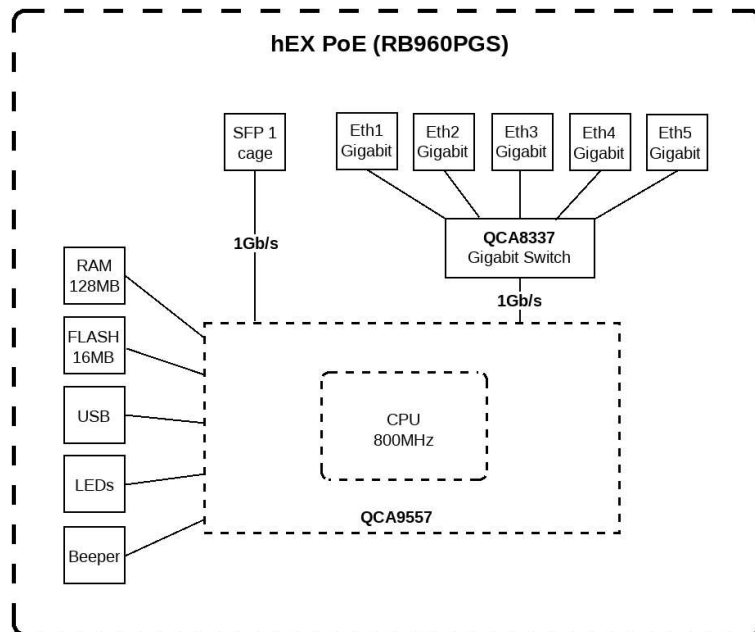 hEX PoE (RB960PGS)
SFP 1
cage
Eth1
Gigabit
Eth2
Gigabit
Eth3
Gigabit
Eth4
Gigabit
Eth5
Gigabit
QCA8337
Gigabit Switch
1Gb/s
1Gb/s
RAM
128MB
FLASH
16MB
USB
LEDs
Beeper
CPU
800MHz
QCA9557